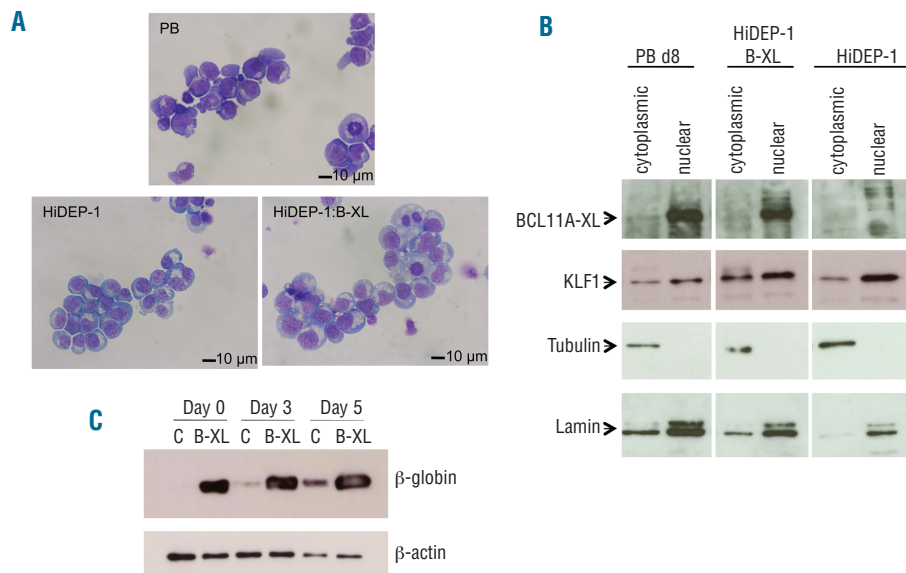 A
PB
10 µm
HiDEP-1
10 µm
HiDEP-1:B-XL
10 µm
B
PB d8
HiDEP-1
B-XL
HiDEP-1
cytoplasmic
nuclear
cytoplasmic
nuclear
cytoplasmic
nuclear
BCL11A-XL
KLF1
Tubulin
Lamin
C
Day 0 Day 3 Day 5
C B-XL C B-XL C B-XL
β-globin
β-actin